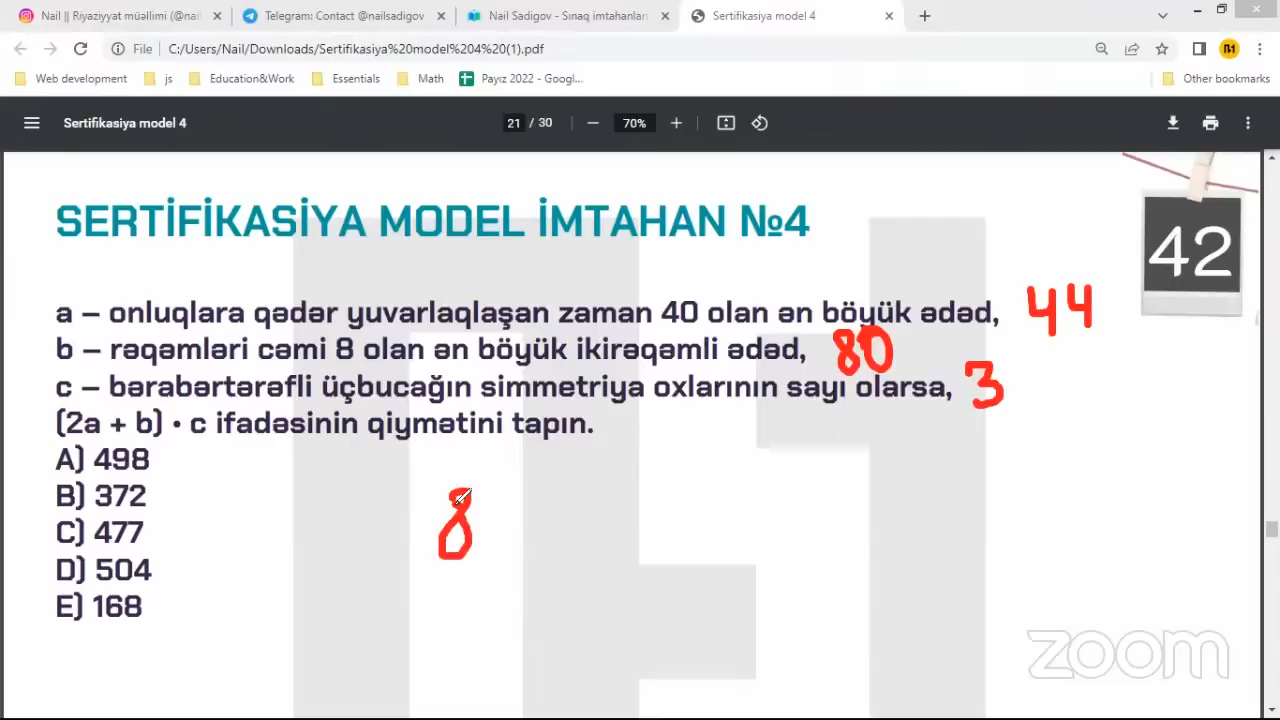 Nail || Riyaziyyat müəllimi (@nail
Telegram: Contact @nailsadigov
Nail Sadigov - Sınaq imtahanları
Sertifikasiya model 4
File C:/Users/Nail/Downloads/Sertifikasiya%20model%204%20(1).pdf
Web development js Education&Work Essentials Math Payız 2022 - Googl... Other bookmarks
Sertifikasiya model 4 21 / 30 70%
SERTİFİKASİYA MODEL İMTAHAN №4
42
a – onluqlara qədər yuvarlaqlaşan zaman 40 olan ən böyük ədəd, 44
b – rəqəmləri cəmi 8 olan ən böyük ikirəqəmli ədəd, 80
c – bərabərtərəfli üçbucağın simmetriya oxlarının sayı olarsa, 3
(2a + b) • c ifadəsinin qiymətini tapın.
A) 498
B) 372
8
C) 477
D) 504
E) 168
zoom